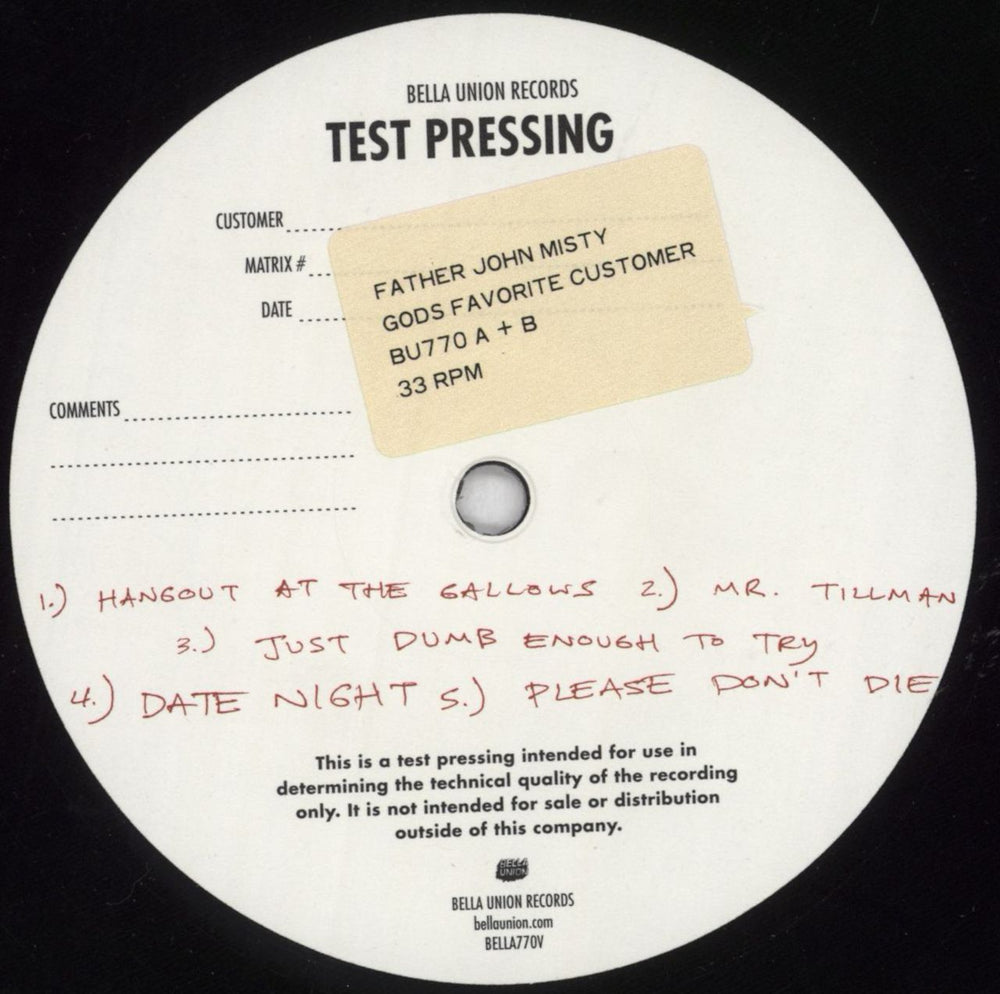 BELLA UNION RECORDS
TEST PRESSING
CUSTOMER
MATRIX #
DATE
FATHER JOHN MISTY
GODS FAVORITE CUSTOMER
BU770 A + B
33 RPM
COMMENTS
1.) HANGOUT AT THE GALLOWS 2.) MR. TILLMAN
3.) JUST DUMB ENOUGH TO TRY
4.) DATE NIGHT 5.) PLEASE DON'T DIE
This is a test pressing intended for use in
determining the technical quality of the recording
only. It is not intended for sale or distribution
outside of this company.
BELLA
UNION
BELLA UNION RECORDS
bellaunion.com
BELLA770V